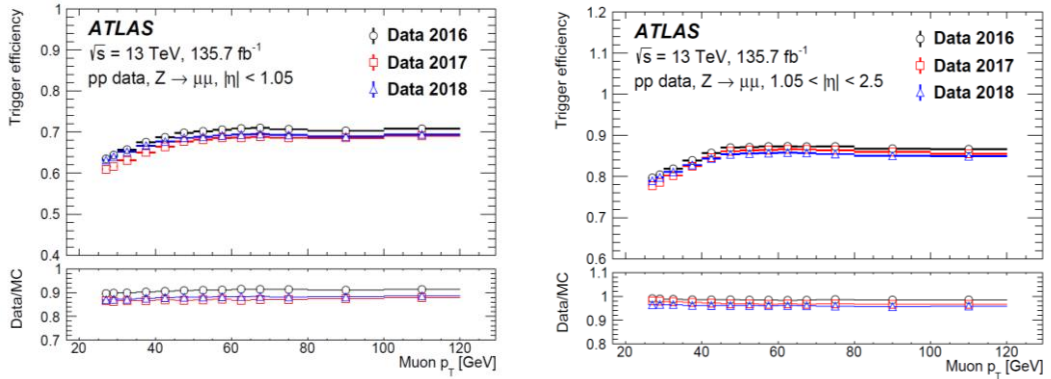 ATLAS
√s = 13 TeV, 135.7 fb⁻¹
pp data, Z → μμ, |η| < 1.05
Data 2016
Data 2017
Data 2018
Trigger efficiency
1
0.9
0.8
0.7
0.6
0.5
0.4
Data/MC
1
0.9
0.8
0.7
20 40 60 80 100 120
Muon p_T [GeV]
ATLAS
√s = 13 TeV, 135.7 fb⁻¹
pp data, Z → μμ, 1.05 < |η| < 2.5
Data 2016
Data 2017
Data 2018
Trigger efficiency
1.2
1.1
1
0.9
0.8
0.7
0.6
Data/MC
1.1
1
0.9
0.8
20 40 60 80 100 120
Muon p_T [GeV]